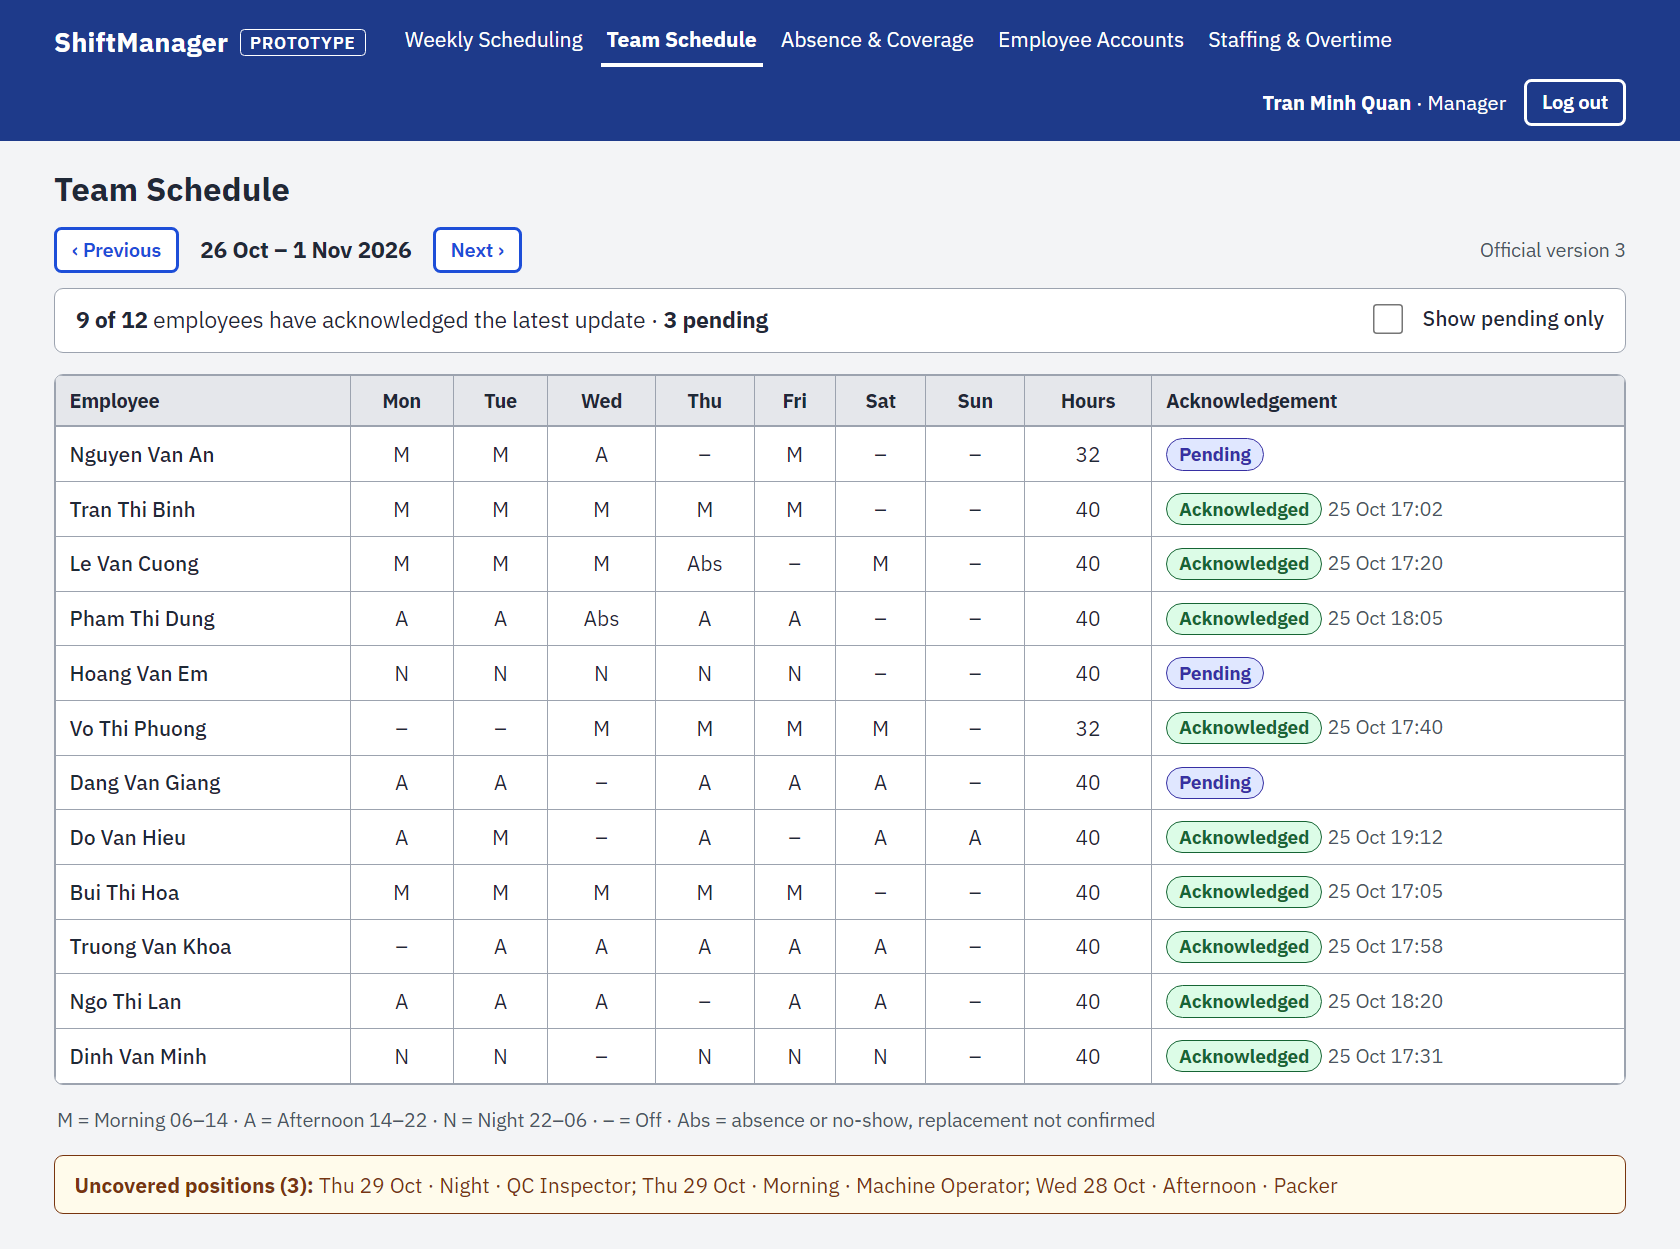 ShiftManager PROTOTYPE Weekly Scheduling Team Schedule Absence & Coverage Employee Accounts Staffing & Overtime
Tran Minh Quan · Manager Log out
Team Schedule
‹ Previous 26 Oct – 1 Nov 2026 Next › Official version 3
9 of 12 employees have acknowledged the latest update · 3 pending Show pending only
Employee Mon Tue Wed Thu Fri Sat Sun Hours Acknowledgement
Nguyen Van An M M A – M – – 32 Pending
Tran Thi Binh M M M M M – – 40 Acknowledged 25 Oct 17:02
Le Van Cuong M M M Abs – M – 40 Acknowledged 25 Oct 17:20
Pham Thi Dung A A Abs A A – – 40 Acknowledged 25 Oct 18:05
Hoang Van Em N N N N N – – 40 Pending
Vo Thi Phuong – – M M M M – 32 Acknowledged 25 Oct 17:40
Dang Van Giang A A – A A A – 40 Pending
Do Van Hieu A M – A – A A 40 Acknowledged 25 Oct 19:12
Bui Thi Hoa M M M M M – – 40 Acknowledged 25 Oct 17:05
Truong Van Khoa – A A A A A – 40 Acknowledged 25 Oct 17:58
Ngo Thi Lan A A A – A A – 40 Acknowledged 25 Oct 18:20
Dinh Van Minh N N – N N N – 40 Acknowledged 25 Oct 17:31
M = Morning 06–14 · A = Afternoon 14–22 · N = Night 22–06 · – = Off · Abs = absence or no-show, replacement not confirmed
Uncovered positions (3): Thu 29 Oct · Night · QC Inspector; Thu 29 Oct · Morning · Machine Operator; Wed 28 Oct · Afternoon · Packer